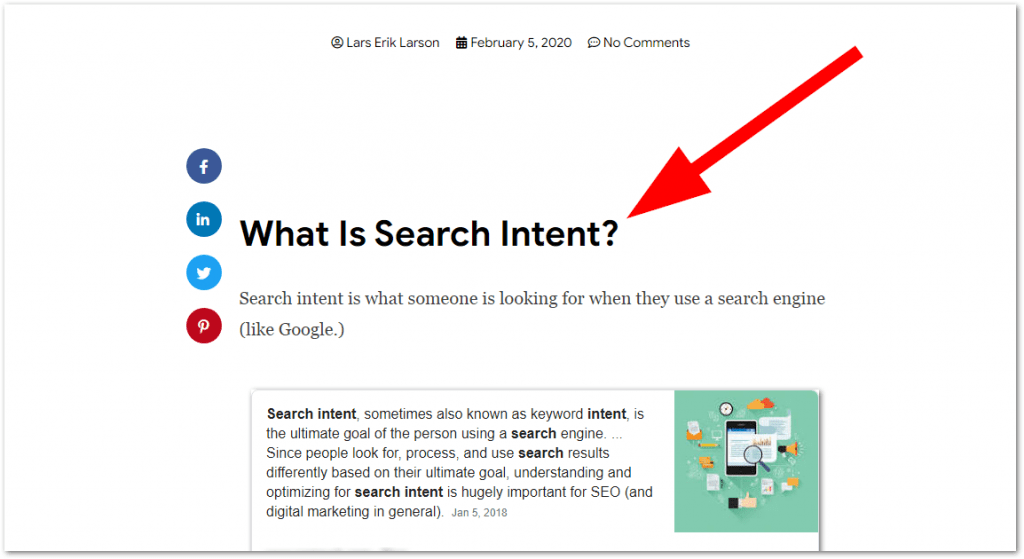 Lars Erik Larson February 5, 2020 No Comments
What Is Search Intent?
Search intent is what someone is looking for when they use a search engine
(like Google.)
Search intent, sometimes also known as keyword intent, is
the ultimate goal of the person using a search engine. ...
Since people look for, process, and use search results
differently based on their ultimate goal, understanding and
optimizing for search intent is hugely important for SEO (and
digital marketing in general). Jan 5, 2018